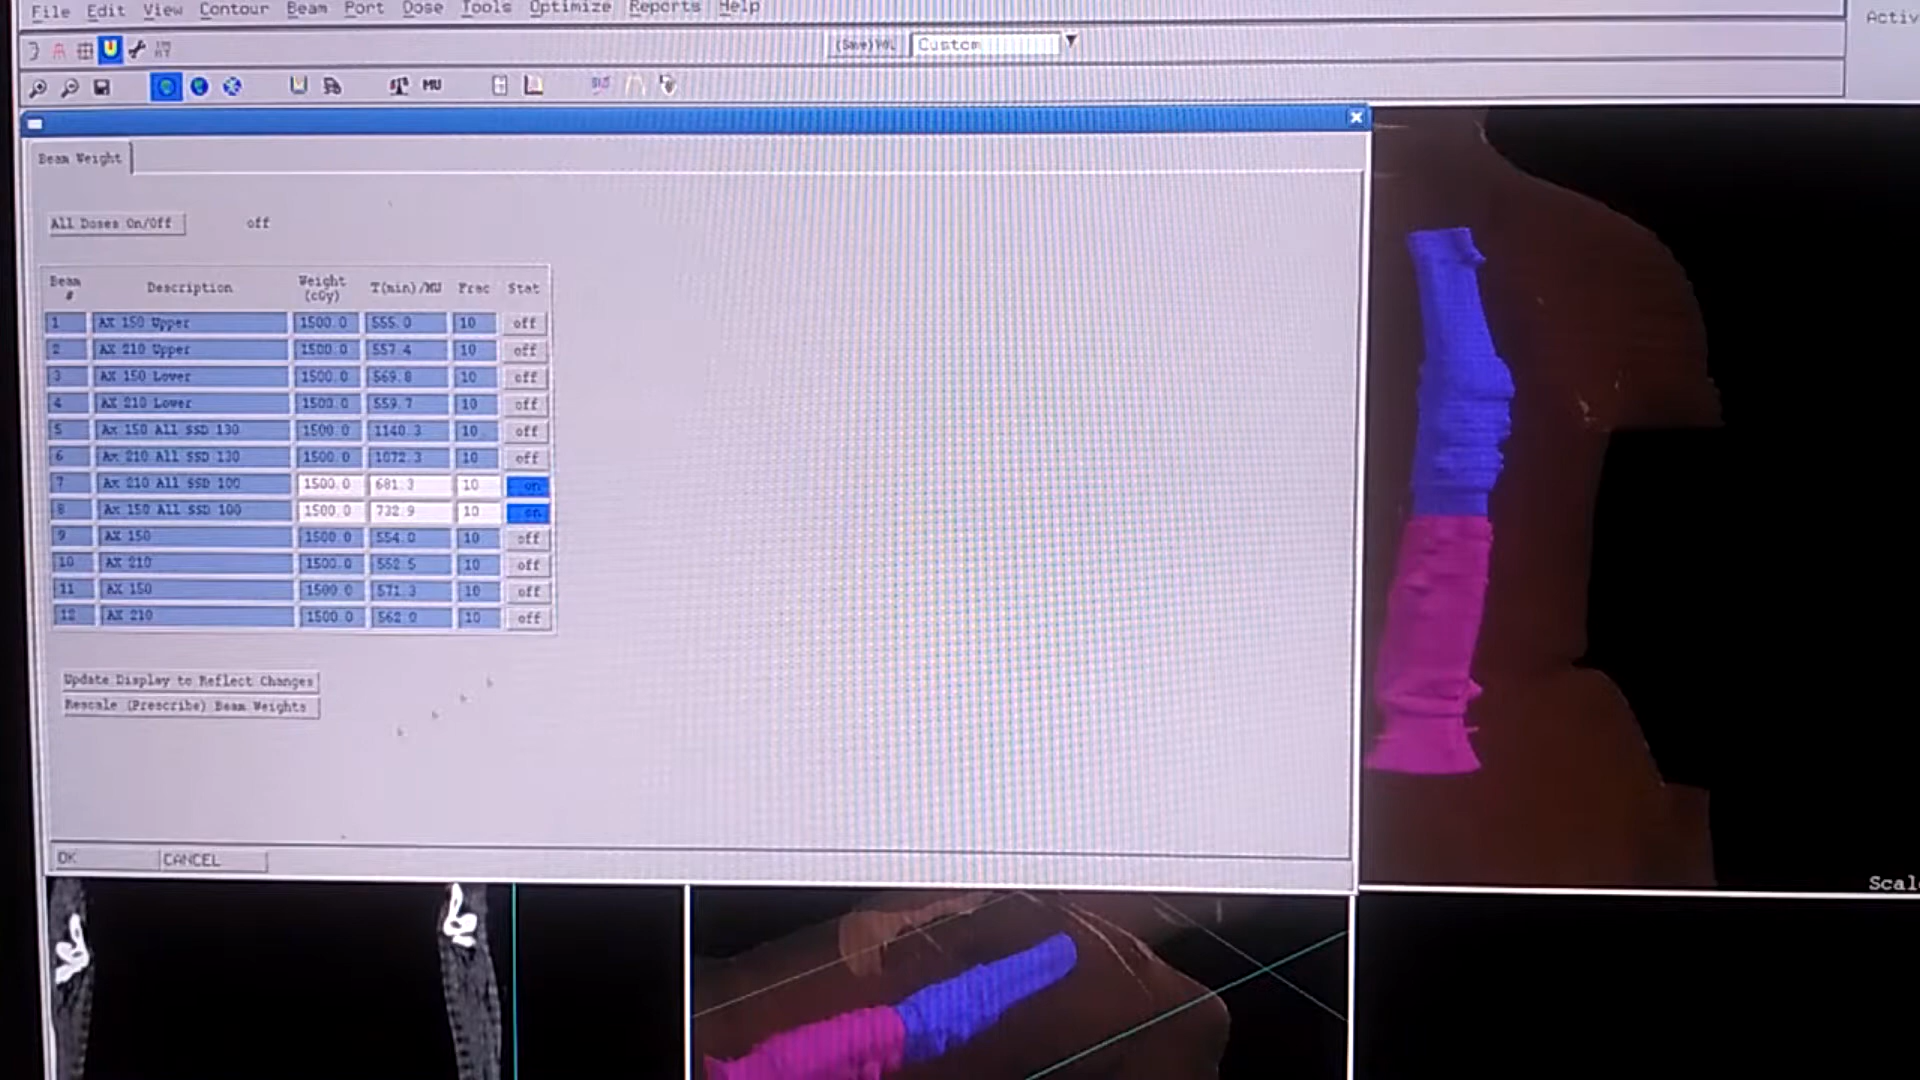 File Edit View Contour Beam Port Dose Tools Optimize Reports Help
Activ
(Save)VOL Custom
MU
Beam Weight
All Doses On/Off off
Beam # Description Weight (cGy) T(min)/MU Frac Stat
1 AX 150 Upper 1500.0 555.0 10 off
2 AX 210 Upper 1500.0 557.4 10 off
3 AX 150 Lower 1500.0 569.8 10 off
4 AX 210 Lower 1500.0 559.7 10 off
5 Ax 150 All SSD 130 1500.0 1140.3 10 off
6 Ax 210 All SSD 130 1500.0 1072.3 10 off
7 Ax 210 All SSD 100 1500.0 681.3 10 on
8 Ax 150 All SSD 100 1500.0 732.9 10 on
9 AX 150 1500.0 554.0 10 off
10 AX 210 1500.0 552.5 10 off
11 AX 150 1500.0 571.3 10 off
12 AX 210 1500.0 562.0 10 off
Update Display to Reflect Changes
Rescale (Prescribe) Beam Weights
OK CANCEL
Scal